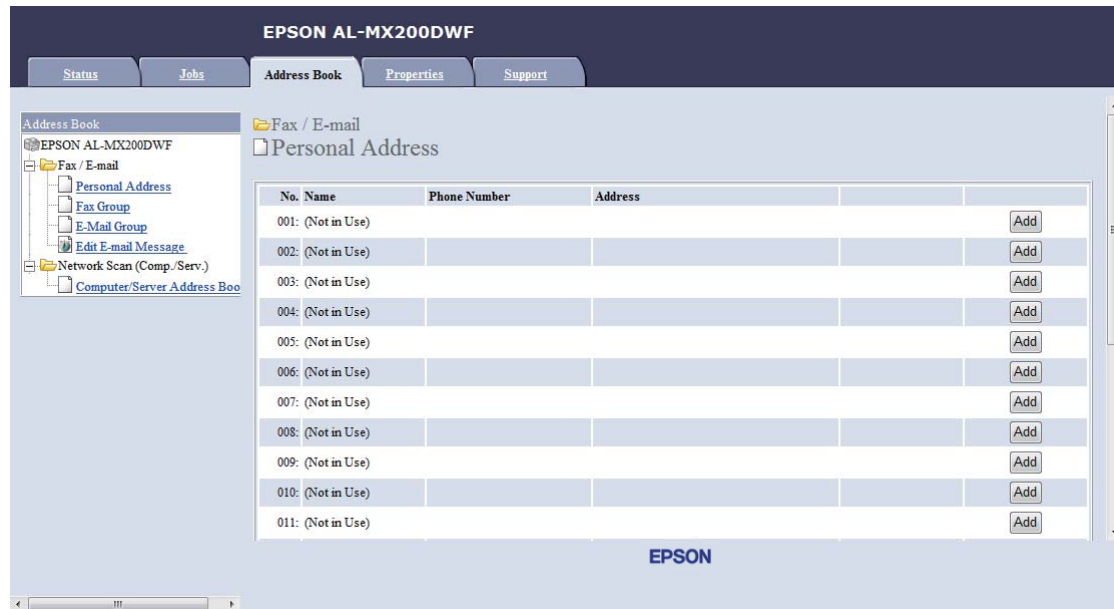 EPSON AL-MX200DWF
Status Jobs Address Book Properties Support
Address Book
EPSON AL-MX200DWF
Fax / E-mail
Personal Address
Fax Group
E-Mail Group
Edit E-mail Message
Network Scan (Comp./Serv.)
Computer/Server Address Boo
Fax / E-mail
Personal Address
No. Name Phone Number Address
001: (Not in Use) Add
002: (Not in Use) Add
003: (Not in Use) Add
004: (Not in Use) Add
005: (Not in Use) Add
006: (Not in Use) Add
007: (Not in Use) Add
008: (Not in Use) Add
009: (Not in Use) Add
010: (Not in Use) Add
011: (Not in Use) Add
EPSON